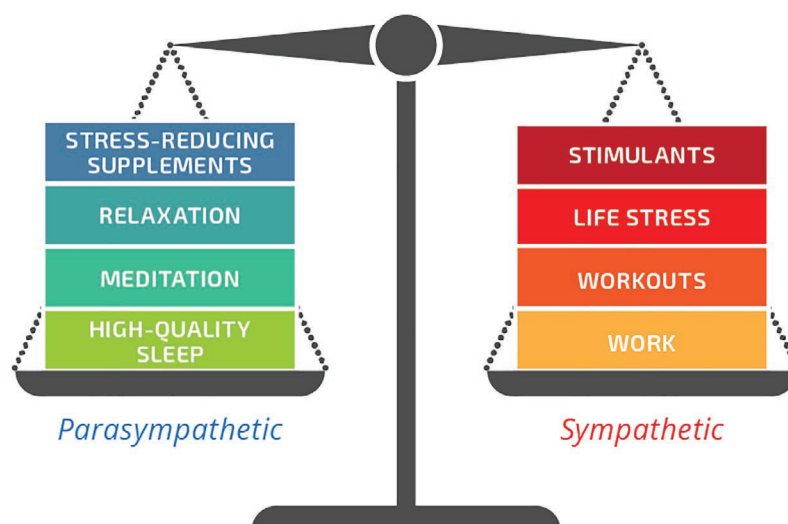 STRESS-REDUCING
SUPPLEMENTS
RELAXATION
MEDITATION
HIGH-QUALITY
SLEEP
Parasympathetic
STIMULANTS
LIFE STRESS
WORKOUTS
WORK
Sympathetic